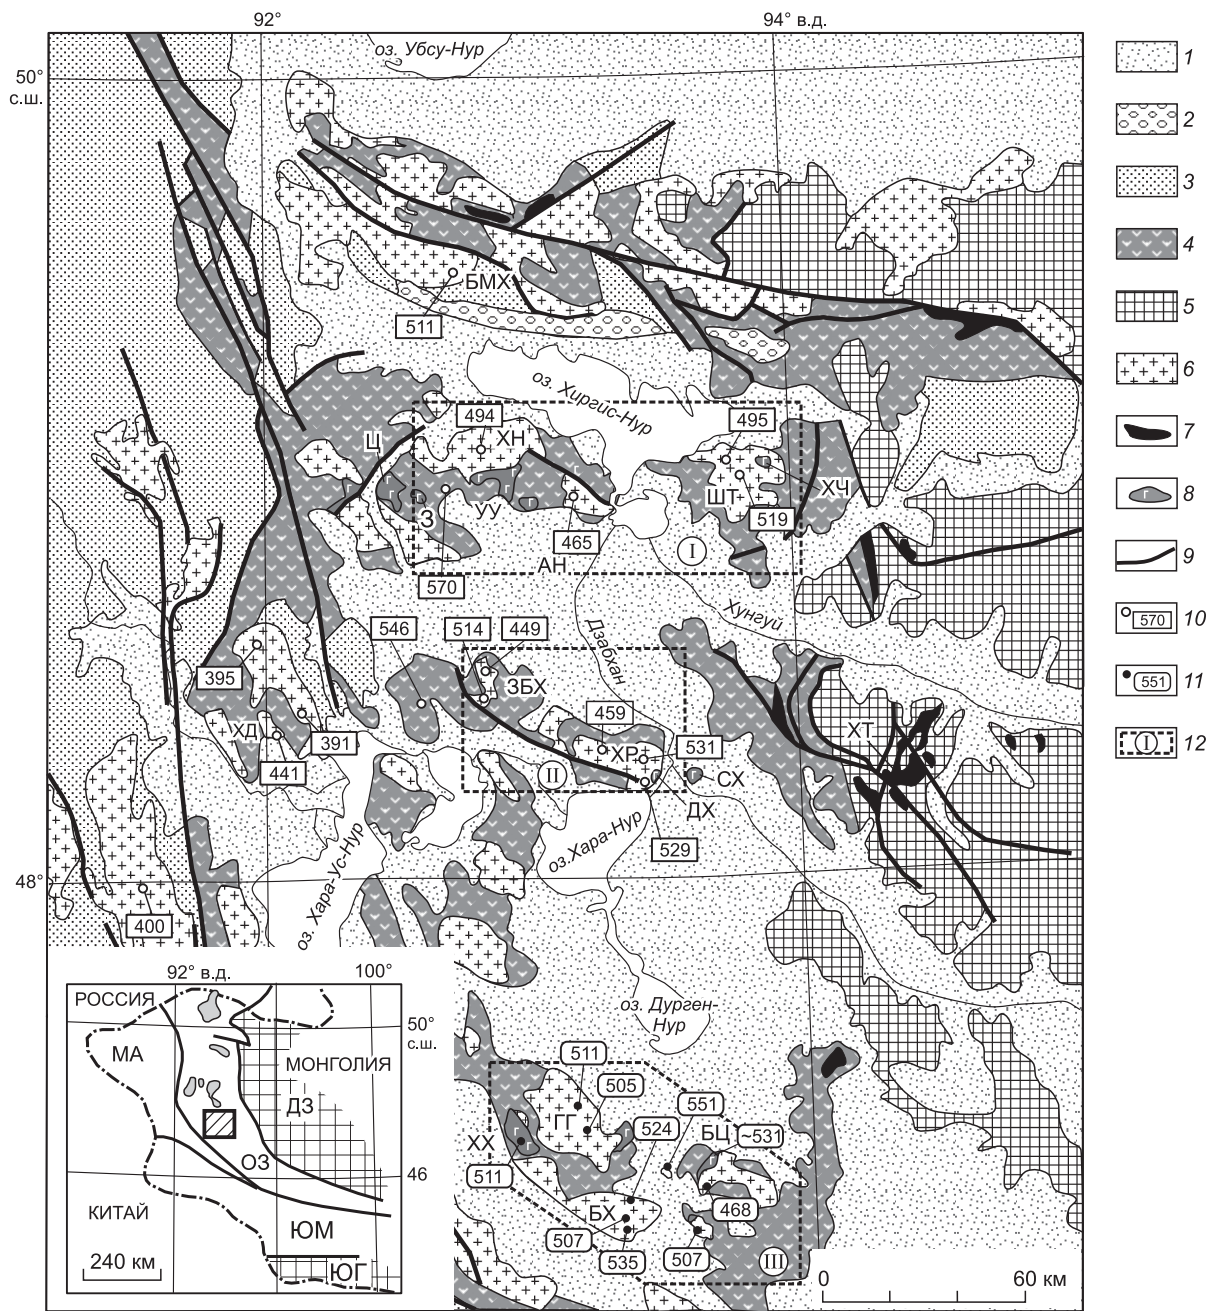 92°
94° в.д.
оз. Убсу-Нур
50°
с.ш.
1
2
3
4
5
6
7
8
9
570
10
551
11
I
12
БМХ
511
оз. Хиргис-Нур
494
ХН
495
Ц
З
УУ
ШТ
ХЧ
465
519
АН
I
570
Хунгуй
Дзабхан
546
514
449
395
ЗБХ
459
ХД
391
ХР
531
ХТ
441
II
СХ
ДХ
оз. Хара-Ус-Нур
оз.Хара-Нур
529
48°
400
оз. Дурген-
Нур
92° в.д.
100°
РОССИЯ
50°
с.ш.
МА
МОНГОЛИЯ
ДЗ
ОЗ
46
КИТАЙ
ЮМ
ЮГ
240 км
511
505
551
ГГ
524
БЦ
~531
ХХ
511
468
БХ
507
535
507
III
0
60 км